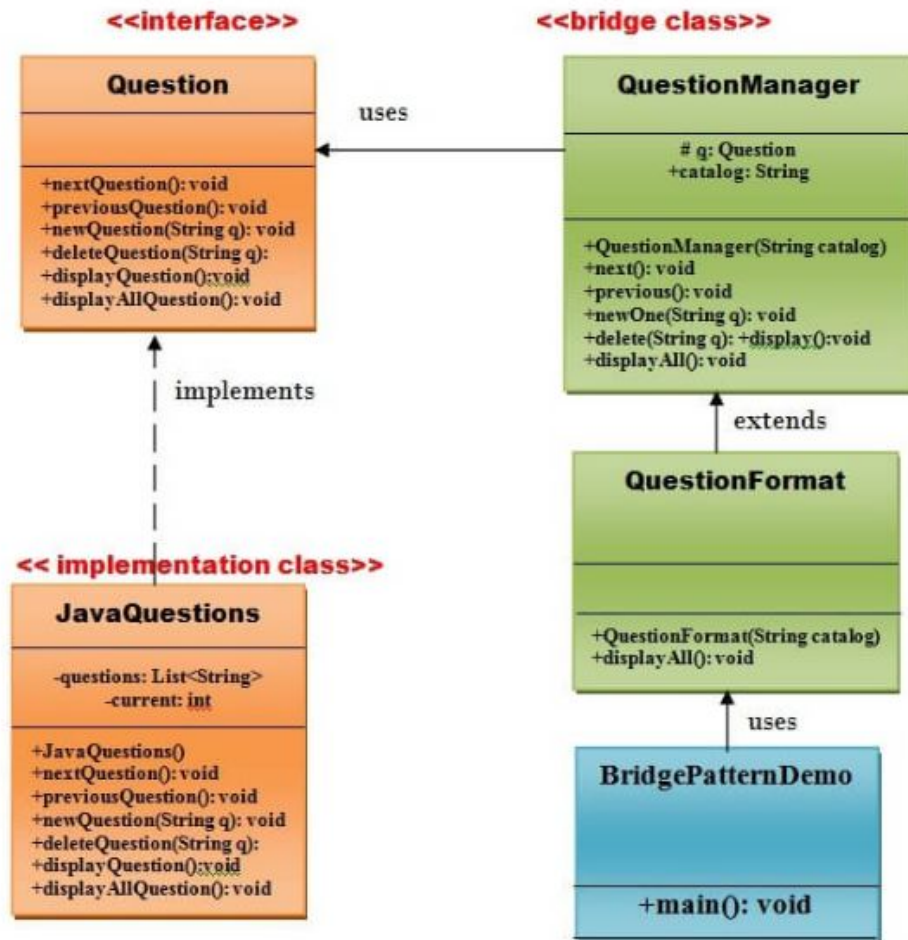 <<interface>>
Question
+nextQuestion(): void
+previousQuestion(): void
+newQuestion(String q): void
+deleteQuestion(String q):
+displayQuestion():void
+displayAllQuestion(): void
uses
<<bridge class>>
QuestionManager
# q: Question
+catalog: String
+QuestionManager(String catalog)
+next(): void
+previous(): void
+newOne(String q): void
+delete(String q): +display():void
+displayAll(): void
implements
extends
<< implementation class>>
JavaQuestions
-questions: List<String>
-current: int
+JavaQuestions()
+nextQuestion(): void
+previousQuestion(): void
+newQuestion(String q): void
+deleteQuestion(String q):
+displayQuestion():void
+displayAllQuestion(): void
QuestionFormat
+QuestionFormat(String catalog)
+displayAll(): void
uses
BridgePatternDemo
+main(): void